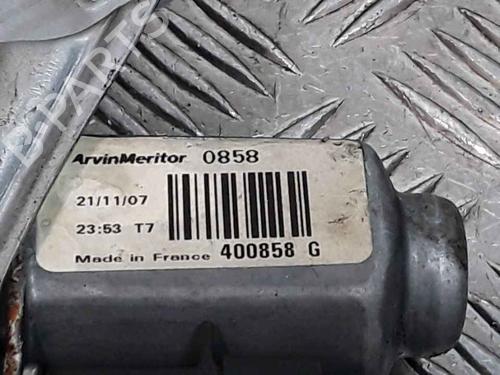 B-PARTS
ArvinMeritor 0858
21/11/07
23:53 T7
Made in France 400858 G